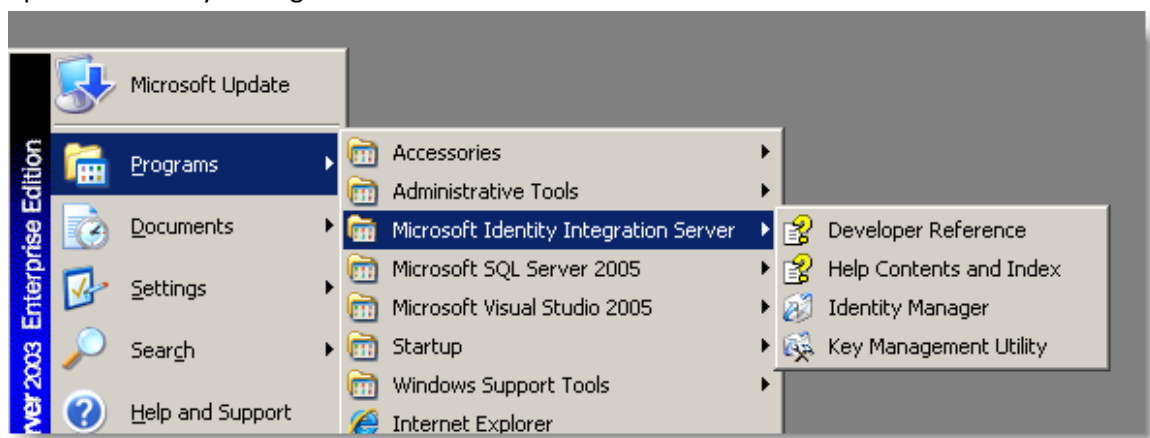 Microsoft Update
Programs
Documents
Settings
Search
Help and Support
ver 2003 Enterprise Edition
Accessories
Administrative Tools
Microsoft Identity Integration Server
Microsoft SQL Server 2005
Microsoft Visual Studio 2005
Startup
Windows Support Tools
Internet Explorer
Developer Reference
Help Contents and Index
Identity Manager
Key Management Utility